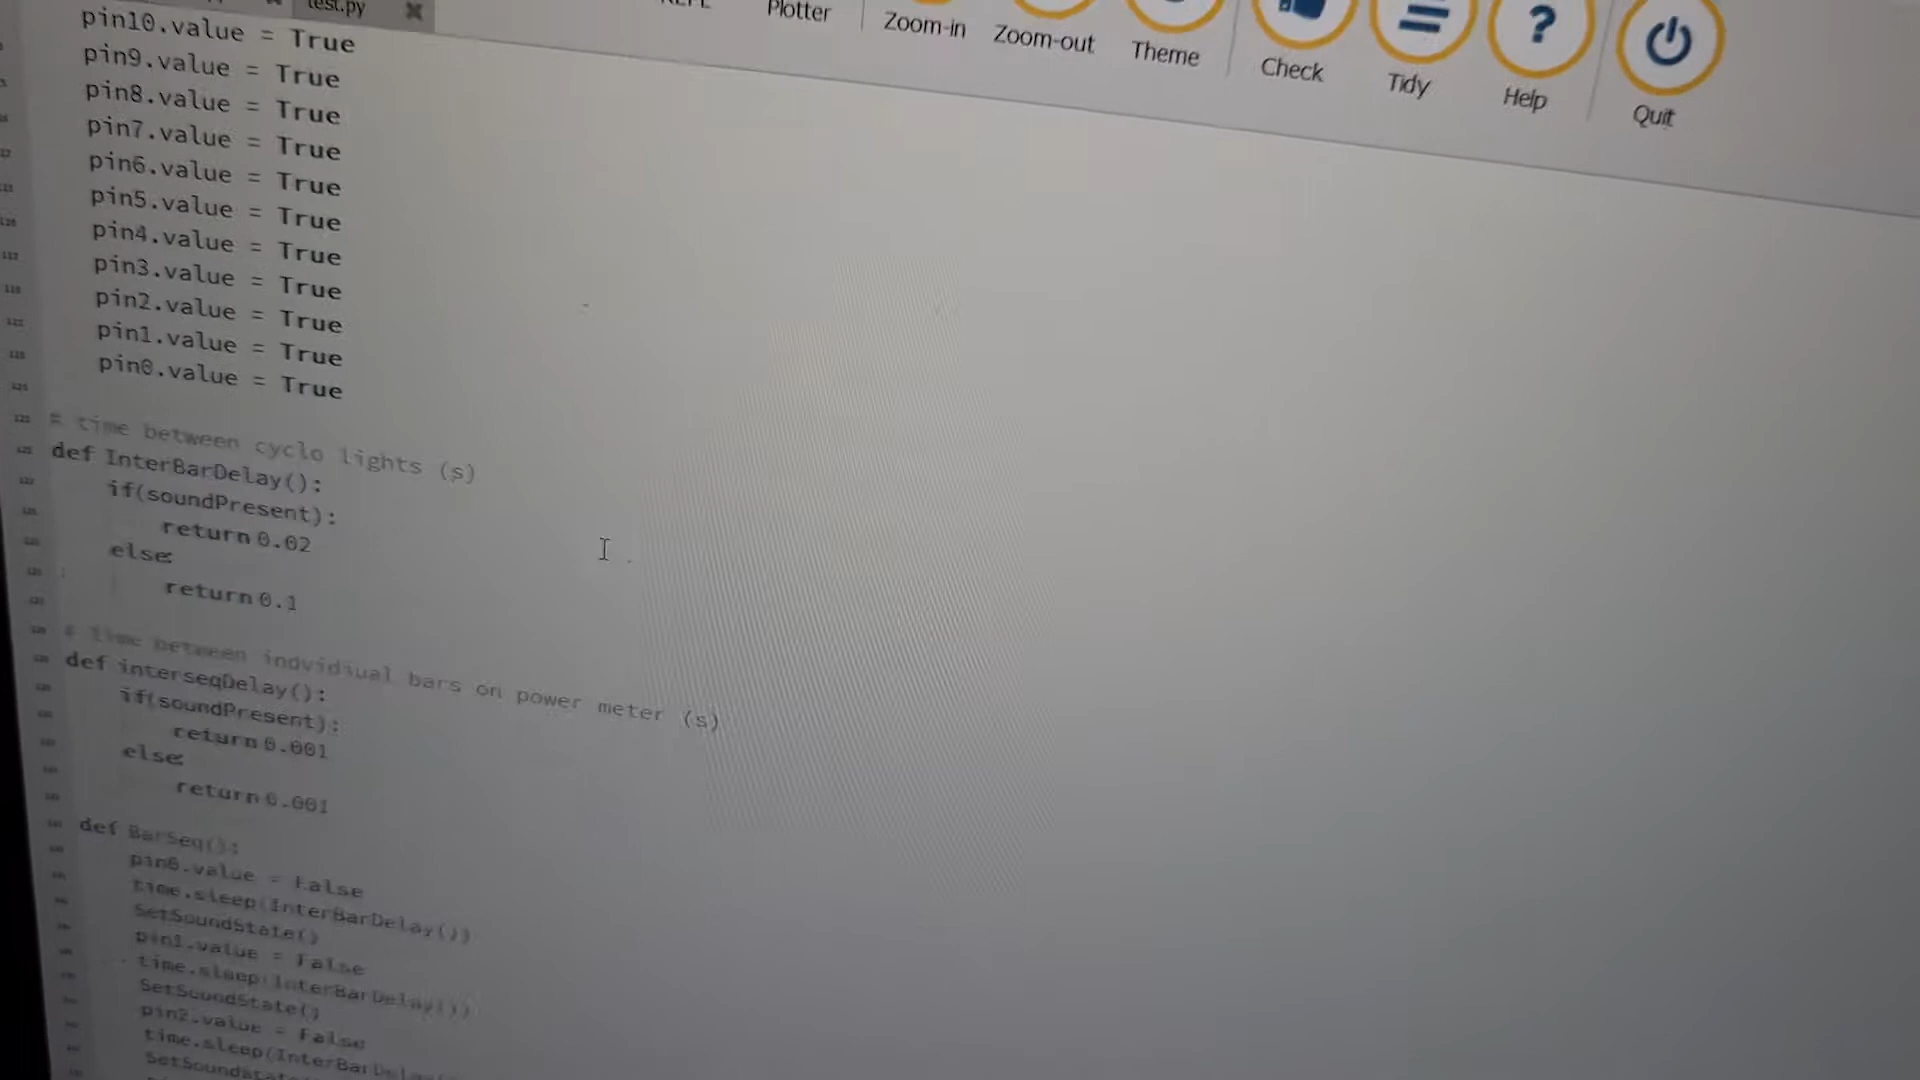 test.py
Plotter
Zoom-in
Zoom-out
Theme
Check
Tidy
?
Help
Quit
pin10.value = True
pin9.value = True
pin8.value = True
pin7.value = True
pin6.value = True
pin5.value = True
pin4.value = True
pin3.value = True
pin2.value = True
pin1.value = True
pin0.value = True
# time between cyclo lights (s)
def InterBarDelay():
if(soundPresent):
return 0.02
else:
return 0.1
# time between indvidiual bars on power meter (s)
def interseqDelay():
if(soundPresent):
return 0.001
else:
return 0.001
def BarSeq():
pin0.value = False
time.sleep(InterBarDelay())
SetSoundState()
pin1.value = False
time.sleep(InterBarDelay())
SetSoundState()
pin2.value = False
time.sleep(InterBarDelay